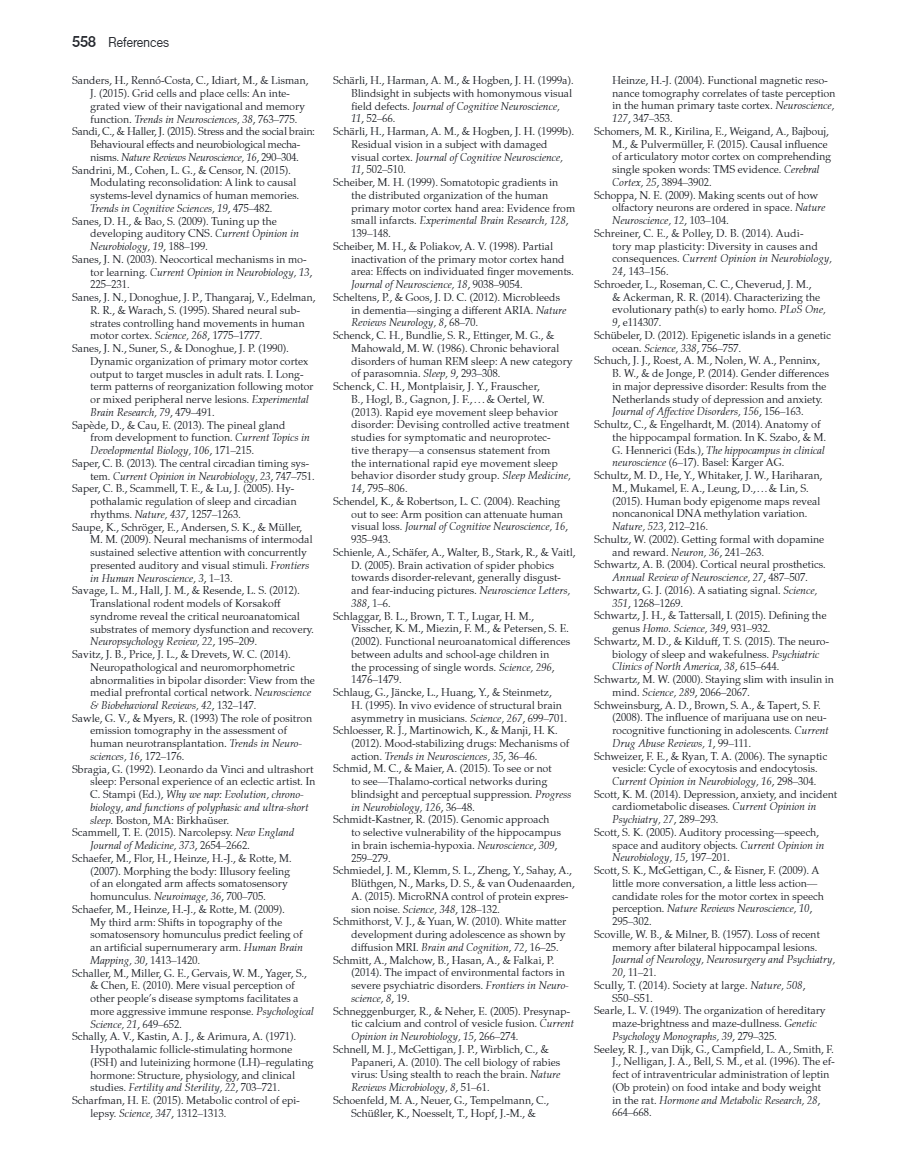 558 References
Sanders, H., Rennó-Costa, C., Idiart, M., & Lisman,
J. (2015). Grid cells and place cells: An inte-
grated view of their navigational and memory
function. Trends in Neurosciences, 38, 763–775.
Sandi, C., & Haller, J. (2015). Stress and the social brain:
Behavioural effects and neurobiological mecha-
nisms. Nature Reviews Neuroscience, 16, 290–304.
Sandrini, M., Cohen, L. G., & Censor, N. (2015).
Modulating reconsolidation: A link to causal
systems-level dynamics of human memories.
Trends in Cognitive Sciences, 19, 475–482.
Sanes, D. H., & Bao, S. (2009). Tuning up the
developing auditory CNS. Current Opinion in
Neurobiology, 19, 188–199.
Sanes, J. N. (2003). Neocortical mechanisms in mo-
tor learning. Current Opinion in Neurobiology, 13,
225–231.
Sanes, J. N., Donoghue, J. P., Thangaraj, V., Edelman,
R. R., & Warach, S. (1995). Shared neural sub-
strates controlling hand movements in human
motor cortex. Science, 268, 1775–1777.
Sanes, J. N., Suner, S., & Donoghue, J. P. (1990).
Dynamic organization of primary motor cortex
output to target muscles in adult rats. I. Long-
term patterns of reorganization following motor
or mixed peripheral nerve lesions. Experimental
Brain Research, 79, 479–491.
Sapède, D., & Cau, E. (2013). The pineal gland
from development to function. Current Topics in
Developmental Biology, 106, 171–215.
Saper, C. B. (2013). The central circadian timing sys-
tem. Current Opinion in Neurobiology, 23, 747–751.
Saper, C. B., Scammell, T. E., & Lu, J. (2005). Hy-
pothalamic regulation of sleep and circadian
rhythms. Nature, 437, 1257–1263.
Saupe, K., Schröger, E., Andersen, S. K., & Müller,
M. M. (2009). Neural mechanisms of intermodal
sustained selective attention with concurrently
presented auditory and visual stimuli. Frontiers
in Human Neuroscience, 3, 1–13.
Savage, L. M., Hall, J. M., & Resende, L. S. (2012).
Translational rodent models of Korsakoff
syndrome reveal the critical neuroanatomical
substrates of memory dysfunction and recovery.
Neuropsychology Review, 22, 195–209.
Savitz, J. B., Price, J. L., & Drevets, W. C. (2014).
Neuropathological and neuromorphometric
abnormalities in bipolar disorder: View from the
medial prefrontal cortical network. Neuroscience
& Biobehavioral Reviews, 42, 132–147.
Sawle, G. V., & Myers, R. (1993) The role of positron
emission tomography in the assessment of
human neurotransplantation. Trends in Neuro-
sciences, 16, 172–176.
Sbragia, G. (1992). Leonardo da Vinci and ultrashort
sleep: Personal experience of an eclectic artist. In
C. Stampi (Ed.), Why we nap: Evolution, chrono-
biology, and functions of polyphasic and ultra-short
sleep. Boston, MA: Birkhaüser.
Scammell, T. E. (2015). Narcolepsy. New England
Journal of Medicine, 373, 2654–2662.
Schaefer, M., Flor, H., Heinze, H.-J., & Rotte, M.
(2007). Morphing the body: Illusory feeling
of an elongated arm affects somatosensory
homunculus. Neuroimage, 36, 700–705.
Schaefer, M., Heinze, H.-J., & Rotte, M. (2009).
My third arm: Shifts in topography of the
somatosensory homunculus predict feeling of
an artificial supernumerary arm. Human Brain
Mapping, 30, 1413–1420.
Schaller, M., Miller, G. E., Gervais, W. M., Yager, S.,
& Chen, E. (2010). Mere visual perception of
other people's disease symptoms facilitates a
more aggressive immune response. Psychological
Science, 21, 649–652.
Schally, A. V., Kastin, A. J., & Arimura, A. (1971).
Hypothalamic follicle-stimulating hormone
(FSH) and luteinizing hormone (LH)–regulating
hormone: Structure, physiology, and clinical
studies. Fertility and Sterility, 22, 703–721.
Scharfman, H. E. (2015). Metabolic control of epi-
lepsy. Science, 347, 1312–1313.
Schärli, H., Harman, A. M., & Hogben, J. H. (1999a).
Blindsight in subjects with homonymous visual
field defects. Journal of Cognitive Neuroscience,
11, 52–66.
Schärli, H., Harman, A. M., & Hogben, J. H. (1999b).
Residual vision in a subject with damaged
visual cortex. Journal of Cognitive Neuroscience,
11, 502–510.
Scheiber, M. H. (1999). Somatotopic gradients in
the distributed organization of the human
primary motor cortex hand area: Evidence from
small infarcts. Experimental Brain Research, 128,
139–148.
Scheiber, M. H., & Poliakov, A. V. (1998). Partial
inactivation of the primary motor cortex hand
area: Effects on individuated finger movements.
Journal of Neuroscience, 18, 9038–9054.
Scheltens, P., & Goos, J. D. C. (2012). Microbleeds
in dementia—singing a different ARIA. Nature
Reviews Neurology, 8, 68–70.
Schenck, C. H., Bundlie, S. R., Ettinger, M. G., &
Mahowald, M. W. (1986). Chronic behavioral
disorders of human REM sleep: A new category
of parasomnia. Sleep, 9, 293–308.
Schenck, C. H., Montplaisir, J. Y., Frauscher,
B., Hogl, B., Gagnon, J. F.,… & Oertel, W.
(2013). Rapid eye movement sleep behavior
disorder: Devising controlled active treatment
studies for symptomatic and neuroprotec-
tive therapy—a consensus statement from
the international rapid eye movement sleep
behavior disorder study group. Sleep Medicine,
14, 795–806.
Schendel, K., & Robertson, L. C. (2004). Reaching
out to see: Arm position can attenuate human
visual loss. Journal of Cognitive Neuroscience, 16,
935–943.
Schienle, A., Schäfer, A., Walter, B., Stark, R., & Vaitl,
D. (2005). Brain activation of spider phobics
towards disorder-relevant, generally disgust-
and fear-inducing pictures. Neuroscience Letters,
388, 1–6.
Schlaggar, B. L., Brown, T. T., Lugar, H. M.,
Visscher, K. M., Miezin, F. M., & Petersen, S. E.
(2002). Functional neuroanatomical differences
between adults and school-age children in
the processing of single words. Science, 296,
1476–1479.
Schlaug, G., Jäncke, L., Huang, Y., & Steinmetz,
H. (1995). In vivo evidence of structural brain
asymmetry in musicians. Science, 267, 699–701.
Schloesser, R. J., Martinowich, K., & Manji, H. K.
(2012). Mood-stabilizing drugs: Mechanisms of
action. Trends in Neurosciences, 35, 36–46.
Schmid, M. C., & Maier, A. (2015). To see or not
to see—Thalamo-cortical networks during
blindsight and perceptual suppression. Progress
in Neurobiology, 126, 36–48.
Schmidt-Kastner, R. (2015). Genomic approach
to selective vulnerability of the hippocampus
in brain ischemia-hypoxia. Neuroscience, 309,
259–279.
Schmiedel, J. M., Klemm, S. L., Zheng, Y., Sahay, A.,
Blüthgen, N., Marks, D. S., & van Oudenaarden,
A. (2015). MicroRNA control of protein expres-
sion noise. Science, 348, 128–132.
Schmithorst, V. J., & Yuan, W. (2010). White matter
development during adolescence as shown by
diffusion MRI. Brain and Cognition, 72, 16–25.
Schmitt, A., Malchow, B., Hasan, A., & Falkai, P.
(2014). The impact of environmental factors in
severe psychiatric disorders. Frontiers in Neuro-
science, 8, 19.
Schneggenburger, R., & Neher, E. (2005). Presynap-
tic calcium and control of vesicle fusion. Current
Opinion in Neurobiology, 15, 266–274.
Schnell, M. J., McGettigan, J. P., Wirblich, C., &
Papaneri, A. (2010). The cell biology of rabies
virus: Using stealth to reach the brain. Nature
Reviews Microbiology, 8, 51–61.
Schoenfeld, M. A., Neuer, G., Tempelmann, C.,
Schüßler, K., Noesselt, T., Hopf, J.-M., &
Heinze, H.-J. (2004). Functional magnetic reso-
nance tomography correlates of taste perception
in the human primary taste cortex. Neuroscience,
127, 347–353.
Schomers, M. R., Kirilina, E., Weigand, A., Bajbouj,
M., & Pulvermüller, F. (2015). Causal influence
of articulatory motor cortex on comprehending
single spoken words: TMS evidence. Cerebral
Cortex, 25, 3894–3902.
Schoppa, N. E. (2009). Making scents out of how
olfactory neurons are ordered in space. Nature
Neuroscience, 12, 103–104.
Schreiner, C. E., & Polley, D. B. (2014). Audi-
tory map plasticity: Diversity in causes and
consequences. Current Opinion in Neurobiology,
24, 143–156.
Schroeder, L., Roseman, C. C., Cheverud, J. M.,
& Ackerman, R. R. (2014). Characterizing the
evolutionary path(s) to early homo. PLoS One,
9, e114307.
Schübeler, D. (2012). Epigenetic islands in a genetic
ocean. Science, 338, 756–757.
Schuch, J. J., Roest, A. M., Nolen, W. A., Penninx,
B. W., & de Jonge, P. (2014). Gender differences
in major depressive disorder: Results from the
Netherlands study of depression and anxiety.
Journal of Affective Disorders, 156, 156–163.
Schultz, C., & Engelhardt, M. (2014). Anatomy of
the hippocampal formation. In K. Szabo, & M.
G. Hennerici (Eds.), The hippocampus in clinical
neuroscience (6–17). Basel: Karger AG.
Schultz, M. D., He, Y., Whitaker, J. W., Hariharan,
M., Mukamel, E. A., Leung, D.,… & Lin, S.
(2015). Human body epigenome maps reveal
noncanonical DNA methylation variation.
Nature, 523, 212–216.
Schultz, W. (2002). Getting formal with dopamine
and reward. Neuron, 36, 241–263.
Schwartz, A. B. (2004). Cortical neural prosthetics.
Annual Review of Neuroscience, 27, 487–507.
Schwartz, G. J. (2016). A satiating signal. Science,
351, 1268–1269.
Schwartz, J. H., & Tattersall, I. (2015). Defining the
genus Homo. Science, 349, 931–932.
Schwartz, M. D., & Kilduff, T. S. (2015). The neuro-
biology of sleep and wakefulness. Psychiatric
Clinics of North America, 38, 615–644.
Schwartz, M. W. (2000). Staying slim with insulin in
mind. Science, 289, 2066–2067.
Schweinsburg, A. D., Brown, S. A., & Tapert, S. F.
(2008). The influence of marijuana use on neu-
rocognitive functioning in adolescents. Current
Drug Abuse Reviews, 1, 99–111.
Schweizer, F. E., & Ryan, T. A. (2006). The synaptic
vesicle: Cycle of exocytosis and endocytosis.
Current Opinion in Neurobiology, 16, 298–304.
Scott, K. M. (2014). Depression, anxiety, and incident
cardiometabolic diseases. Current Opinion in
Psychiatry, 27, 289–293.
Scott, S. K. (2005). Auditory processing—speech,
space and auditory objects. Current Opinion in
Neurobiology, 15, 197–201.
Scott, S. K., McGettigan, C., & Eisner, F. (2009). A
little more conversation, a little less action—
candidate roles for the motor cortex in speech
perception. Nature Reviews Neuroscience, 10,
295–302.
Scoville, W. B., & Milner, B. (1957). Loss of recent
memory after bilateral hippocampal lesions.
Journal of Neurology, Neurosurgery and Psychiatry,
20, 11–21.
Scully, T. (2014). Society at large. Nature, 508,
S50–S51.
Searle, L. V. (1949). The organization of hereditary
maze-brightness and maze-dullness. Genetic
Psychology Monographs, 39, 279–325.
Seeley, R. J., van Dijk, G., Campfield, L. A., Smith, F.
J., Nelligan, J. A., Bell, S. M., et al. (1996). The ef-
fect of intraventricular administration of leptin
(Ob protein) on food intake and body weight
in the rat. Hormone and Metabolic Research, 28,
664–668.